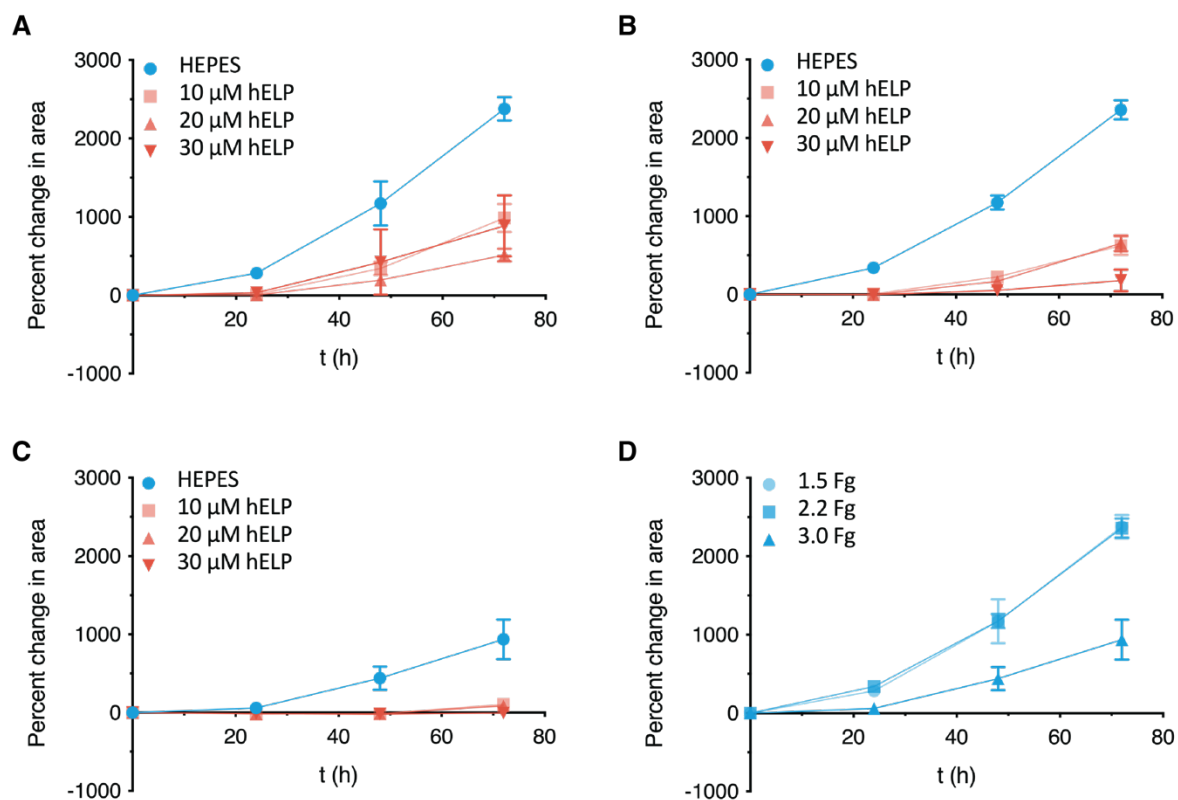 A
3000
2000
1000
0
-1000
Percent change in area
HEPES
10 μM hELP
20 μM hELP
30 μM hELP
20
40
60
80
t (h)
B
3000
2000
1000
0
-1000
Percent change in area
HEPES
10 μM hELP
20 μM hELP
30 μM hELP
20
40
60
80
t (h)
C
3000
2000
1000
0
-1000
Percent change in area
HEPES
10 μM hELP
20 μM hELP
30 μM hELP
20
40
60
80
t (h)
D
3000
2000
1000
0
-1000
Percent change in area
1.5 Fg
2.2 Fg
3.0 Fg
20
40
60
80
t (h)